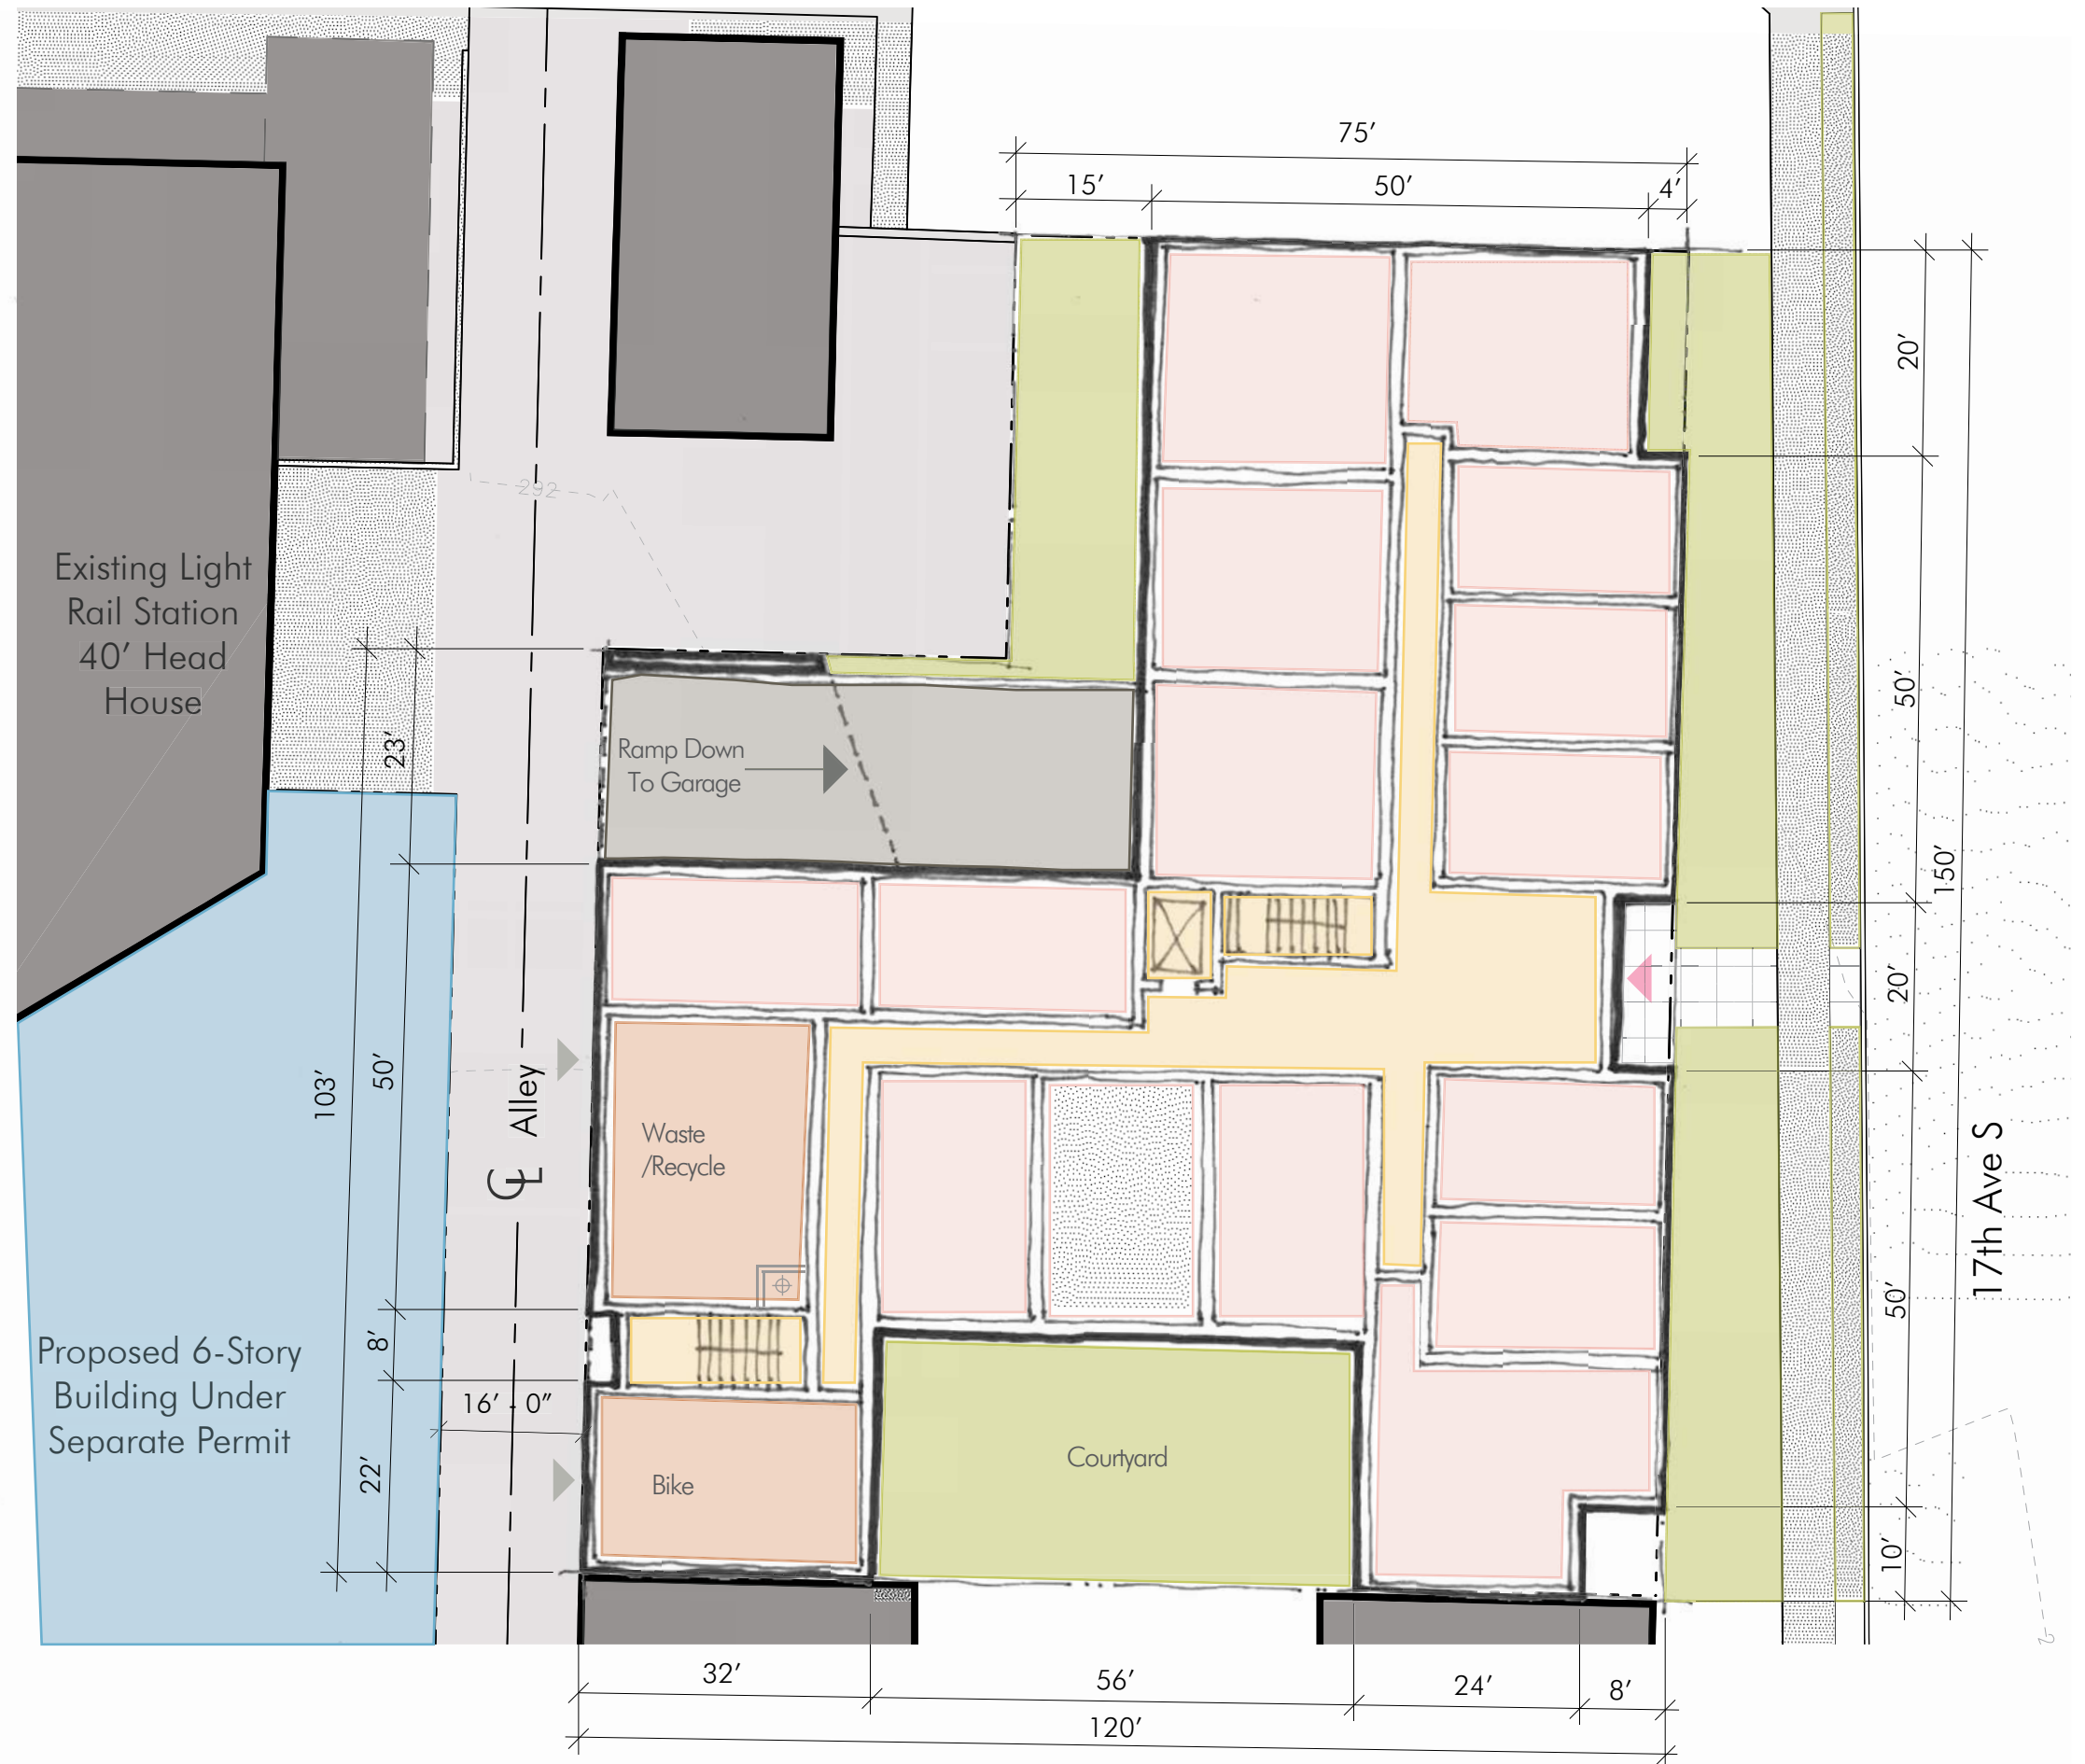 75′
15′
50′
4′
20′
292
Existing Light
Rail Station
40′ Head
House
50′
23′
Ramp Down
To Garage
150′
20′
103′
50′
Alley
CL
Waste
/Recycle
17th Ave S
50′
8′
Proposed 6-Story
Building Under
Separate Permit
16′ - 0″
22′
Bike
Courtyard
10′
32′
56′
24′
8′
120′